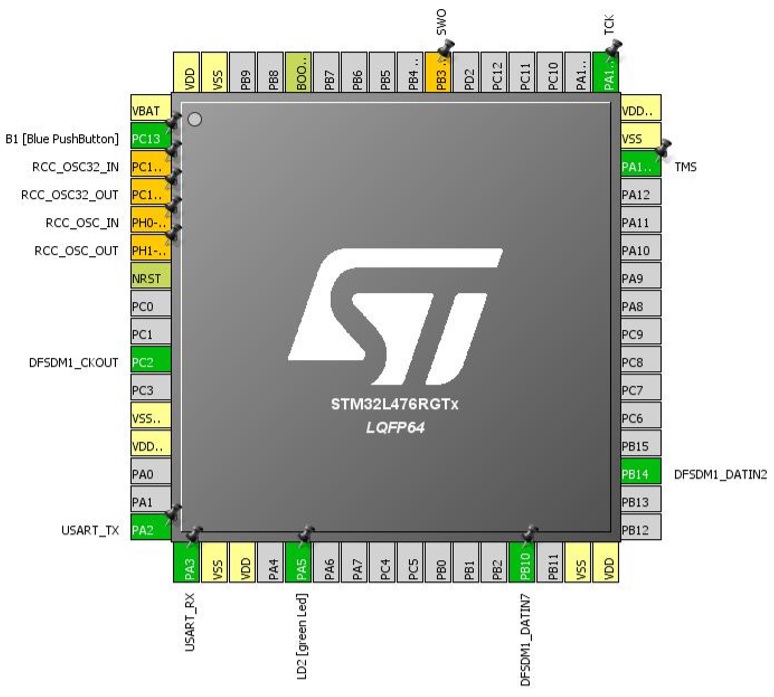 SWO
TCK
VDD
VSS
PB9
PB8
BOO..
PB7
PB6
PB5
PB4 ..
PB3 ..
PD2
PC12
PC11
PC10
PA1..
PA1..
VBAT
VDD..
B1 [Blue PushButton] PC13
VSS
RCC_OSC32_IN PC1..
PA1.. TMS
RCC_OSC32_OUT PC1..
PA12
RCC_OSC_IN PH0-..
PA11
RCC_OSC_OUT PH1-..
PA10
NRST
PA9
PC0
PA8
PC1
PC9
DFSDM1_CKOUT PC2
PC8
PC3
PC7
VSS..
PC6
VDD..
PB15
PA0
PB14 DFSDM1_DATIN2
PA1
PB13
USART_TX PA2
PB12
ST
STM32L476RGTx
LQFP64
PA3
VSS
VDD
PA4
PA5
PA6
PA7
PC4
PC5
PB0
PB1
PB2
PB10
PB11
VSS
VDD
USART_RX
LD2 [green Led]
DFSDM1_DATIN7